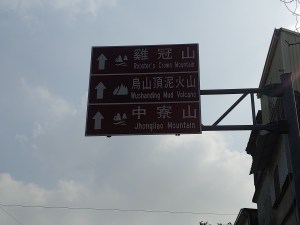 雞冠山
Rooster's Crown Mountain
烏山頂泥火山
Wushanding Mud Volcano
中寮山
Jhongliao Mountain